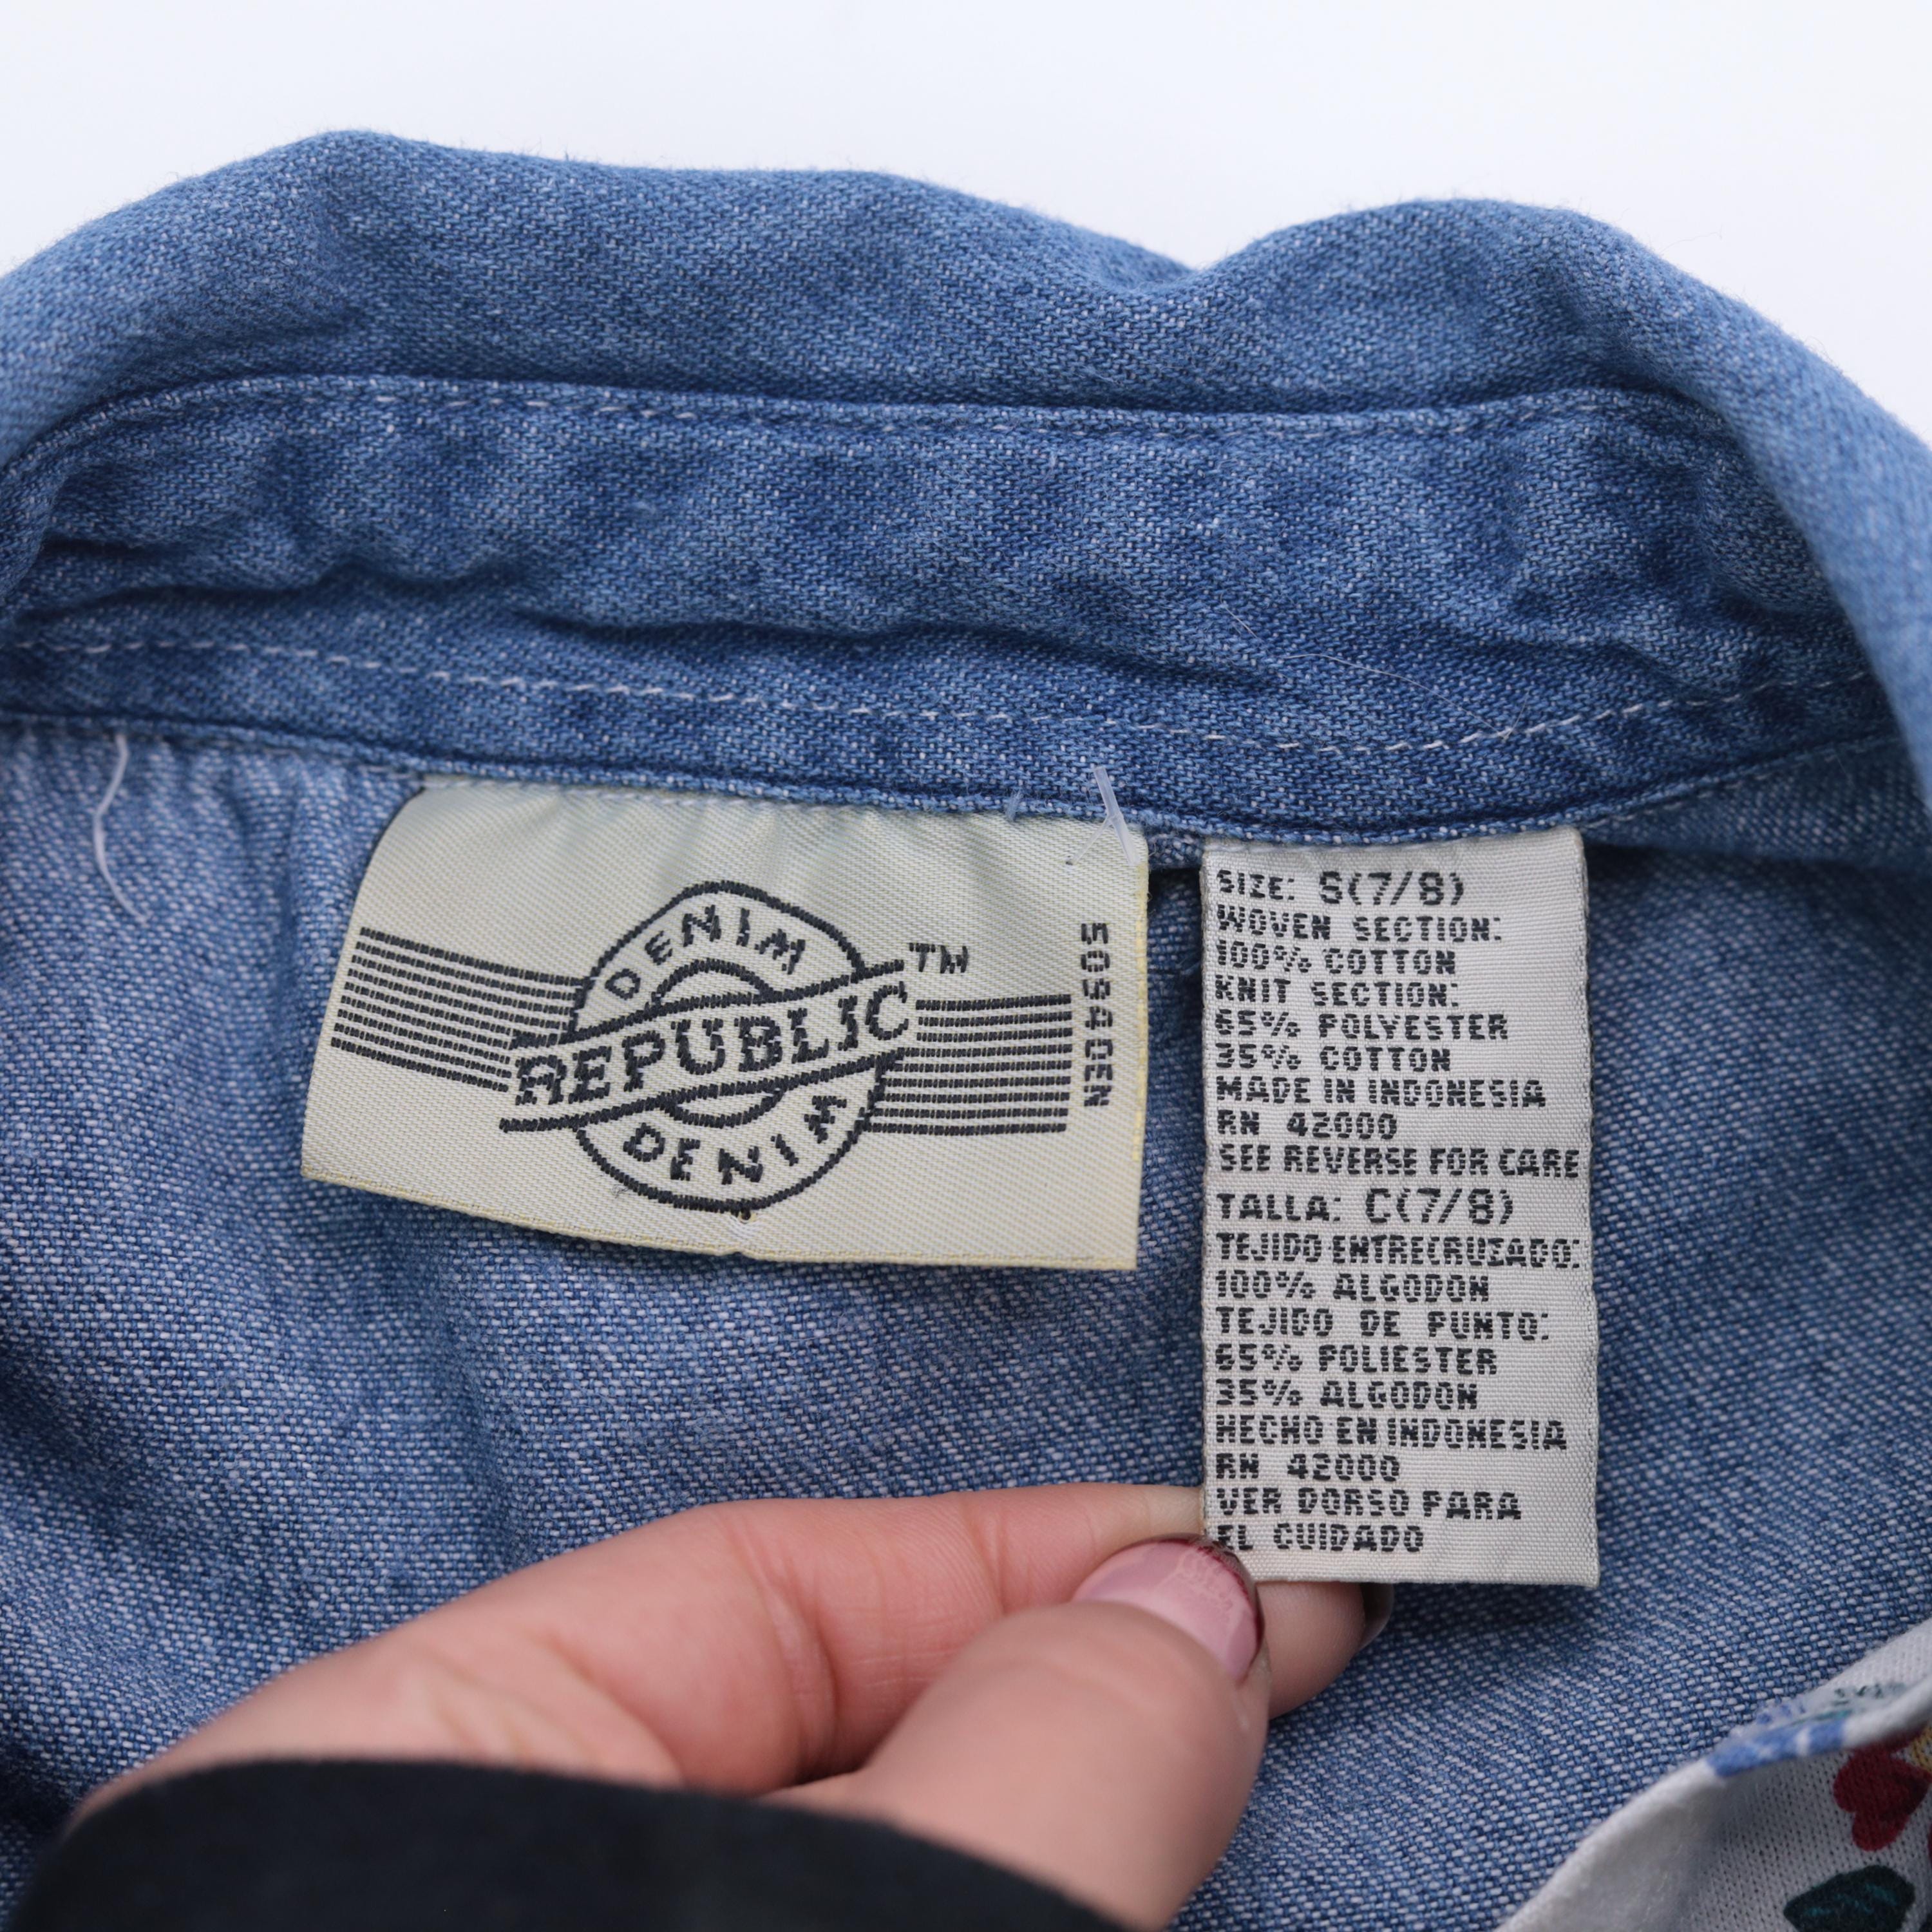 DENIM
REPUBLIC™
DENIM
5094DEN
SIZE: S(7/8)
WOVEN SECTION:
100% COTTON
KNIT SECTION:
65% POLYESTER
35% COTTON
MADE IN INDONESIA
RN 42000
SEE REVERSE FOR CARE
TALLA: C(7/8)
TEJIDO ENTRECRUZADO:
100% ALGODON
TEJIDO DE PUNTO:
65% POLIESTER
35% ALGODON
HECHO EN INDONESIA
RN 42000
VER DORSO PARA
EL CUIDADO